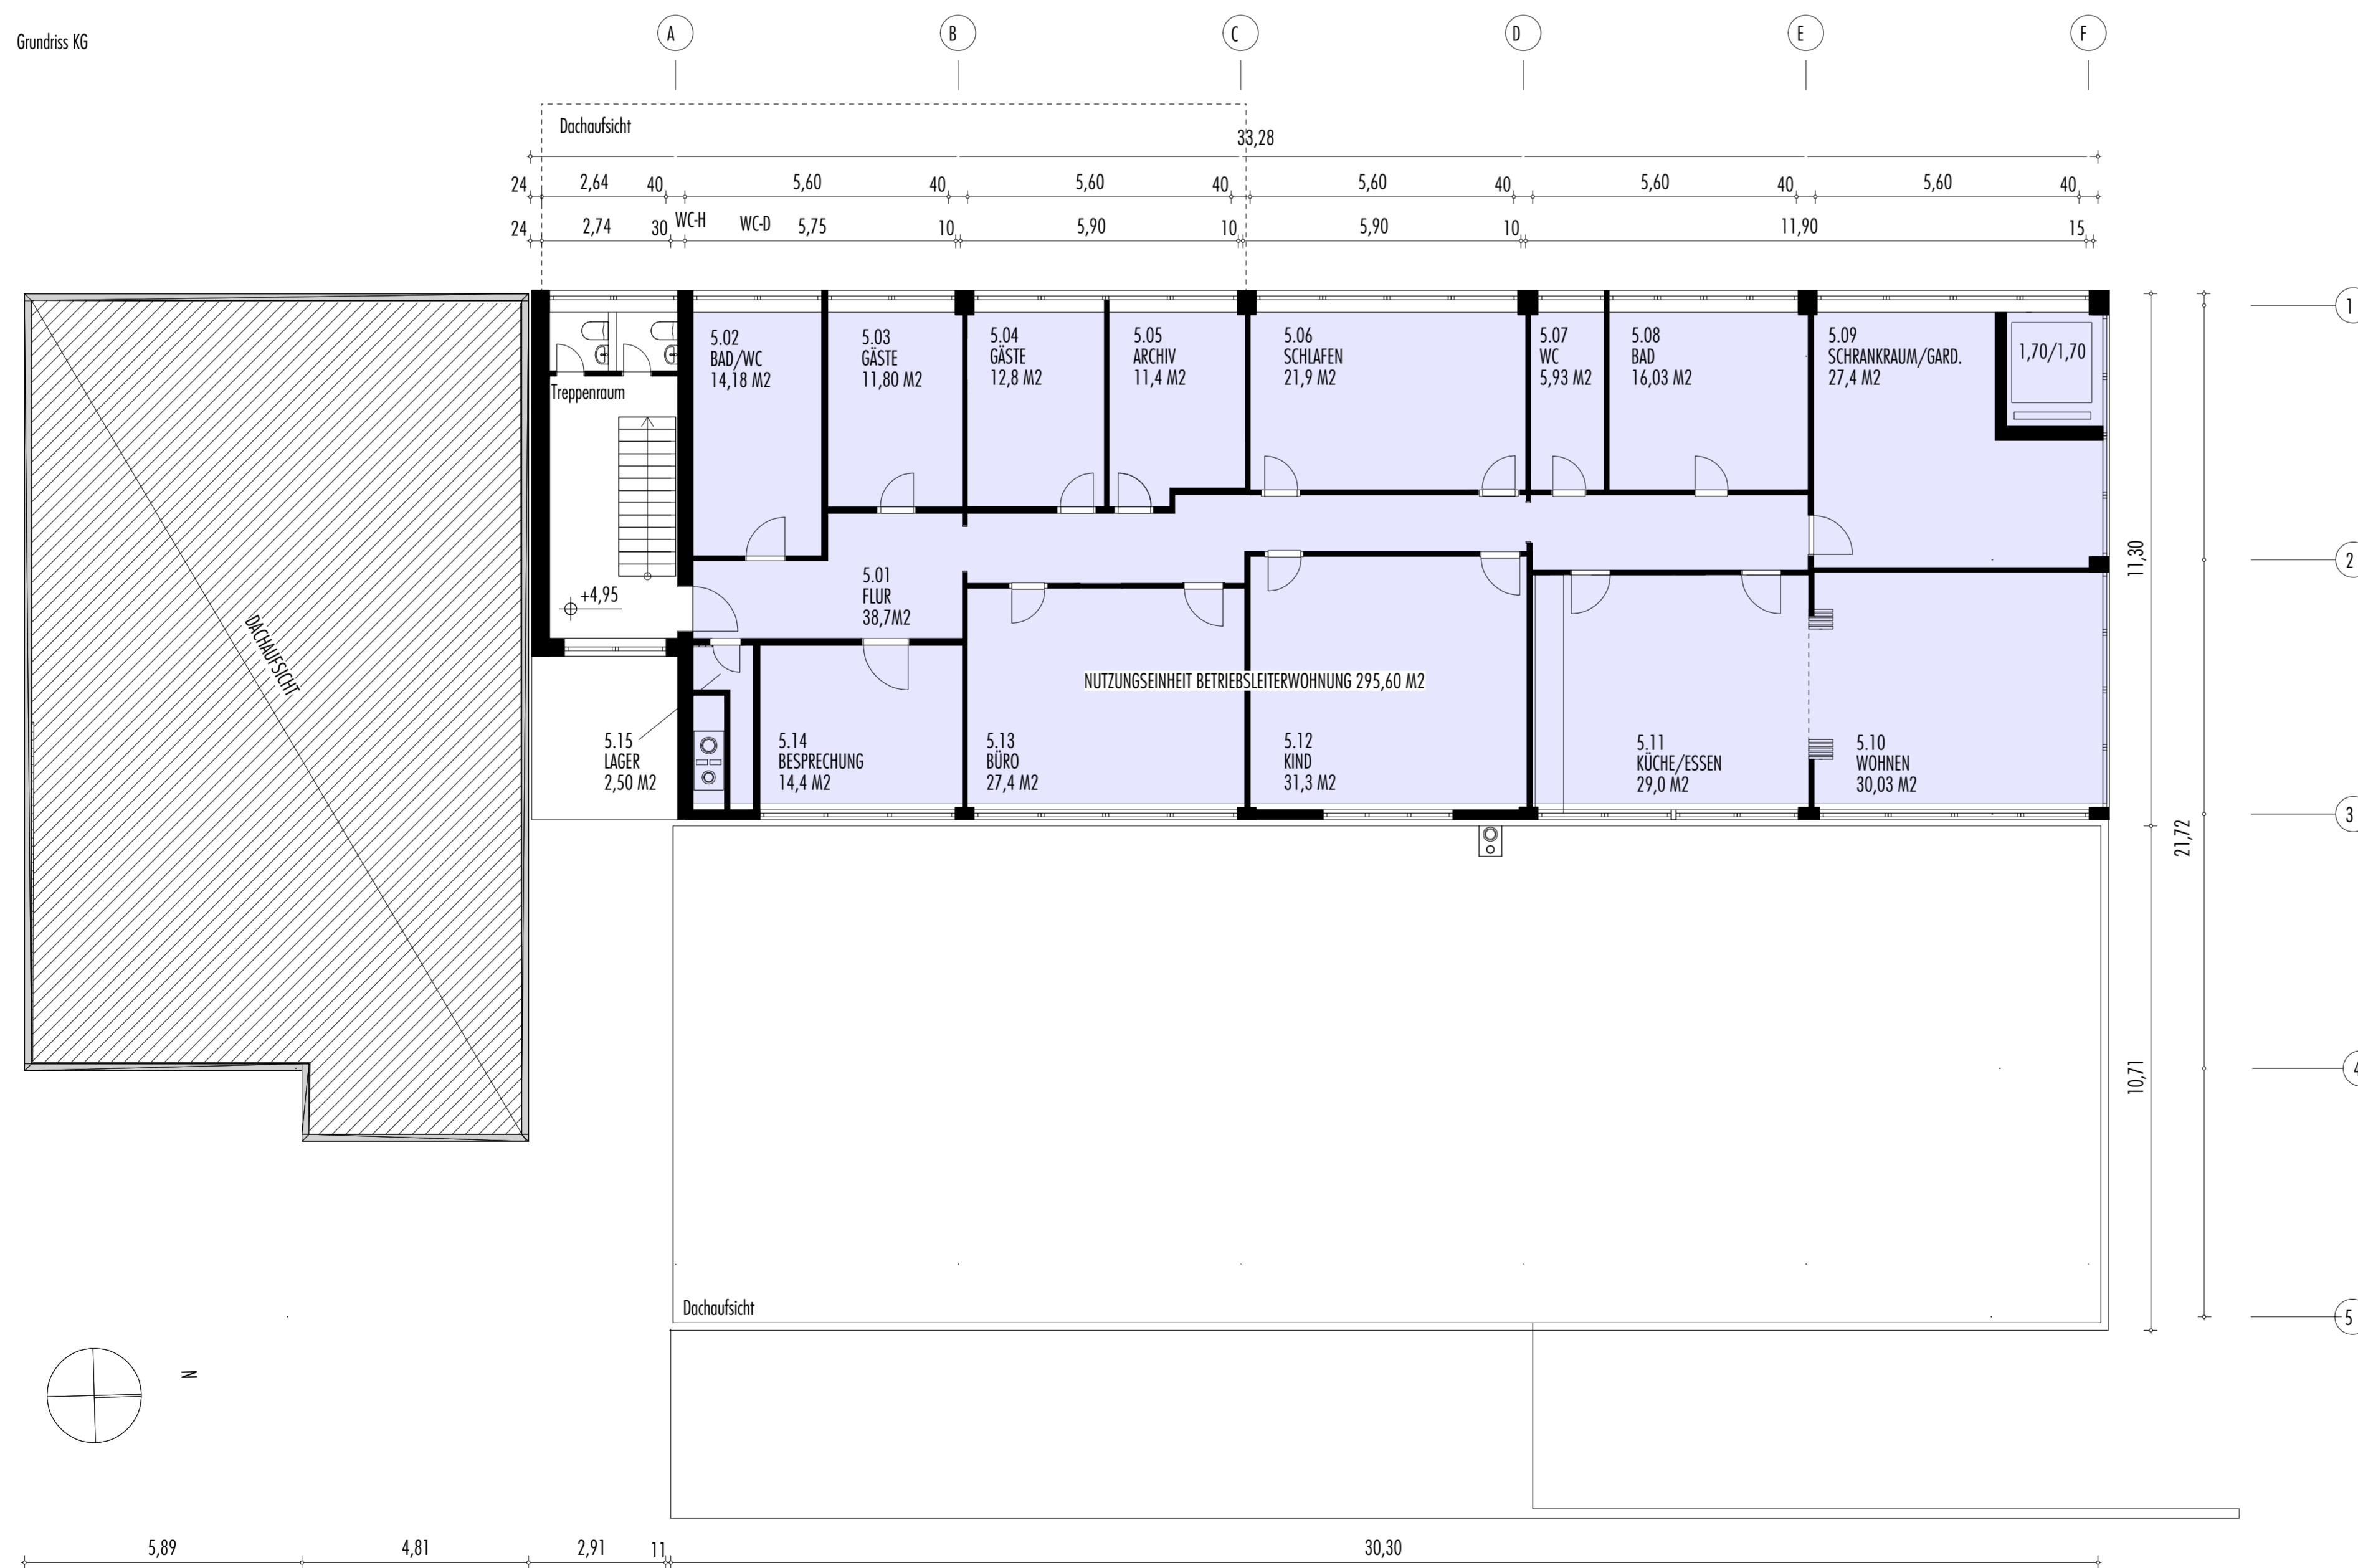 Grundriss KG
A
B
C
D
E
F
Dachaufsicht
33,28
24
2,64
40
5,60
40
5,60
40
5,60
40
5,60
40
5,60
40
24
2,74
30
WC-H
WC-D
5,75
10
5,90
10
5,90
10
11,90
15
1
5.02
BAD/WC
14,18 M2
5.03
GÄSTE
11,80 M2
5.04
GÄSTE
12,8 M2
5.05
ARCHIV
11,4 M2
5.06
SCHLAFEN
21,9 M2
5.07
WC
5,93 M2
5.08
BAD
16,03 M2
5.09
SCHRANKRAUM/GARD.
27,4 M2
1,70/1,70
Treppenraum
+4,95
5.01
FLUR
38,7M2
11,30
2
DACHAUFSICHT
NUTZUNGSEINHEIT BETRIEBSLEITERWOHNUNG 295,60 M2
5.15
LAGER
2,50 M2
5.14
BESPRECHUNG
14,4 M2
5.13
BÜRO
27,4 M2
5.12
KIND
31,3 M2
5.11
KÜCHE/ESSEN
29,0 M2
5.10
WOHNEN
30,03 M2
3
21,72
10,71
4
Dachaufsicht
5
N
5,89
4,81
2,91
11
30,30